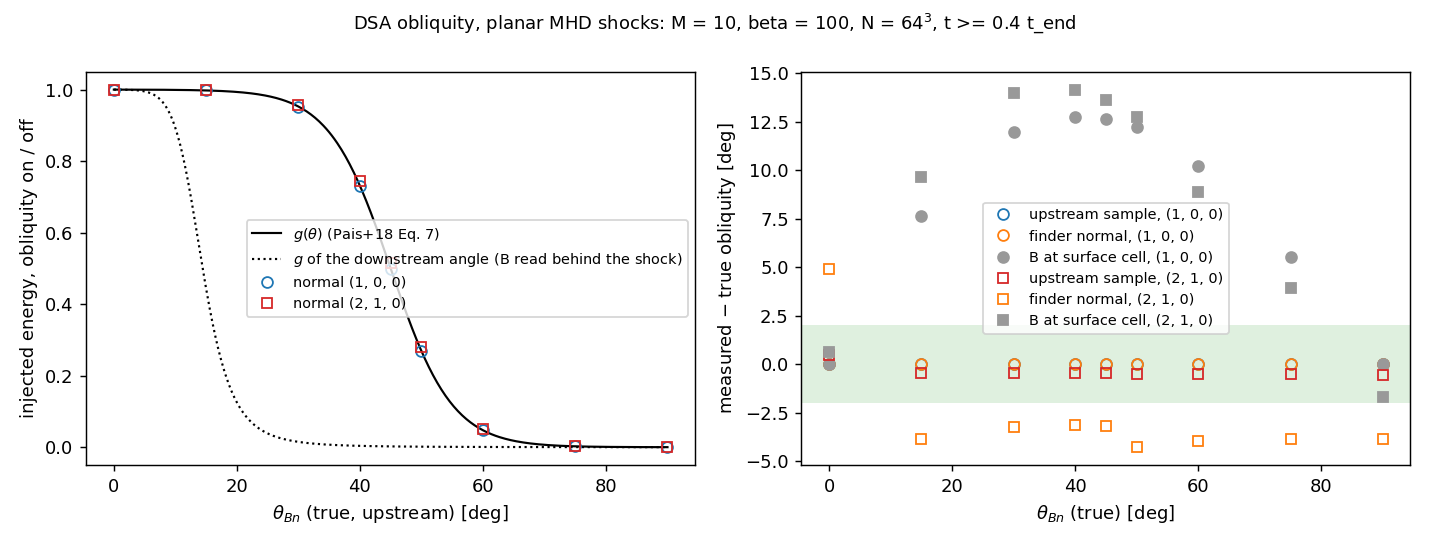 DSA obliquity, planar MHD shocks: M = 10, beta = 100, N = 64³, t >= 0.4 t_end
injected energy, obliquity on / off
1.0
0.8
0.6
0.4
0.2
0.0
g(θ) (Pais+18 Eq. 7)
g of the downstream angle (B read behind the shock)
normal (1, 0, 0)
normal (2, 1, 0)
0
20
40
60
80
θ_Bn (true, upstream) [deg]
measured − true obliquity [deg]
15.0
12.5
10.0
7.5
5.0
2.5
0.0
−2.5
−5.0
upstream sample, (1, 0, 0)
finder normal, (1, 0, 0)
B at surface cell, (1, 0, 0)
upstream sample, (2, 1, 0)
finder normal, (2, 1, 0)
B at surface cell, (2, 1, 0)
0
20
40
60
80
θ_Bn (true) [deg]